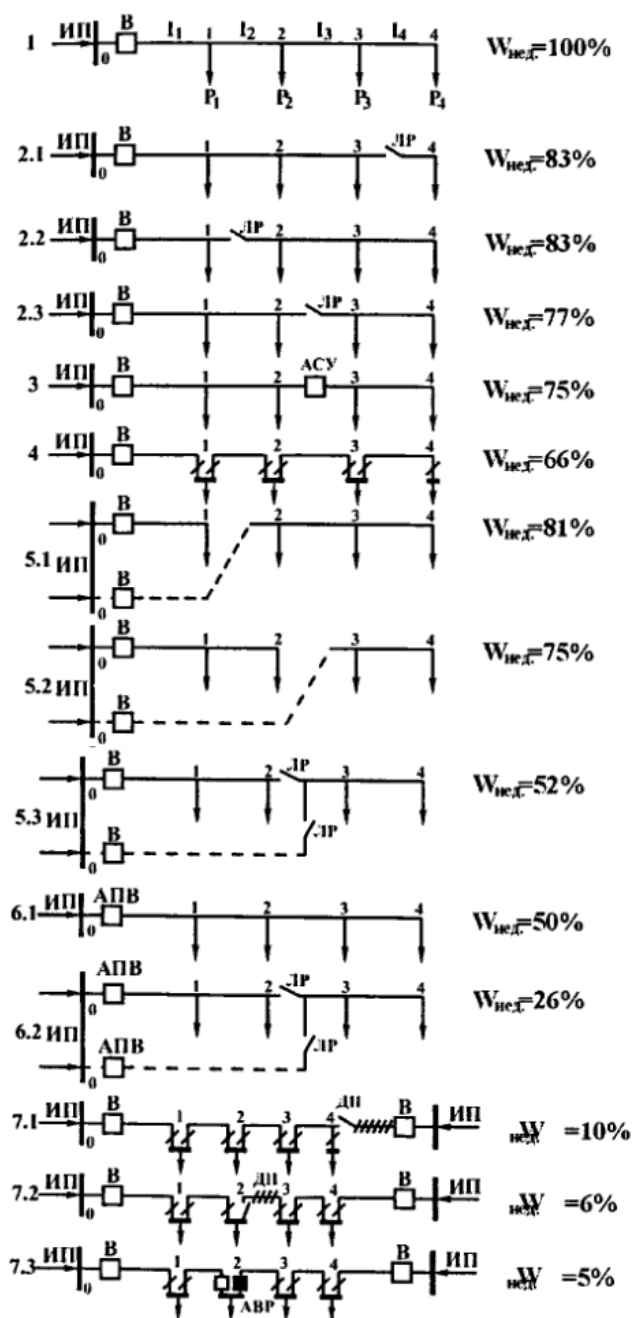 1 ИП В l₁ 1 l₂ 2 l₃ 3 l₄ 4 Wнед.=100%
0 P₁ P₂ P₃ P₄
2.1 ИП В 1 2 3 ЛР 4 Wнед.=83%
0
2.2 ИП В 1 ЛР 2 3 4 Wнед.=83%
0
2.3 ИП В 1 2 ЛР 3 4 Wнед.=77%
0
3 ИП В 1 2 АСУ 3 4 Wнед.=75%
0
4 ИП В 1 2 3 4 Wнед.=66%
0
В 1 2 3 4 Wнед.=81%
0
5.1 ИП В
0
В 1 2 3 4 Wнед.=75%
0
5.2 ИП В
0
В 1 2 ЛР 3 4 Wнед.=52%
0
5.3 ИП В ЛР
0
6.1 ИП АПВ 1 2 3 4 Wнед.=50%
0
АПВ 1 2 ЛР 3 4 Wнед.=26%
0
6.2 ИП АПВ ЛР
0
7.1 ИП В 1 2 3 4 ДП В ИП нед.W =10%
0
7.2 ИП В 1 2 ДП 3 4 В ИП нед.W =6%
0
7.3 ИП В 1 2 3 4 В ИП нед.W =5%
0 АВР